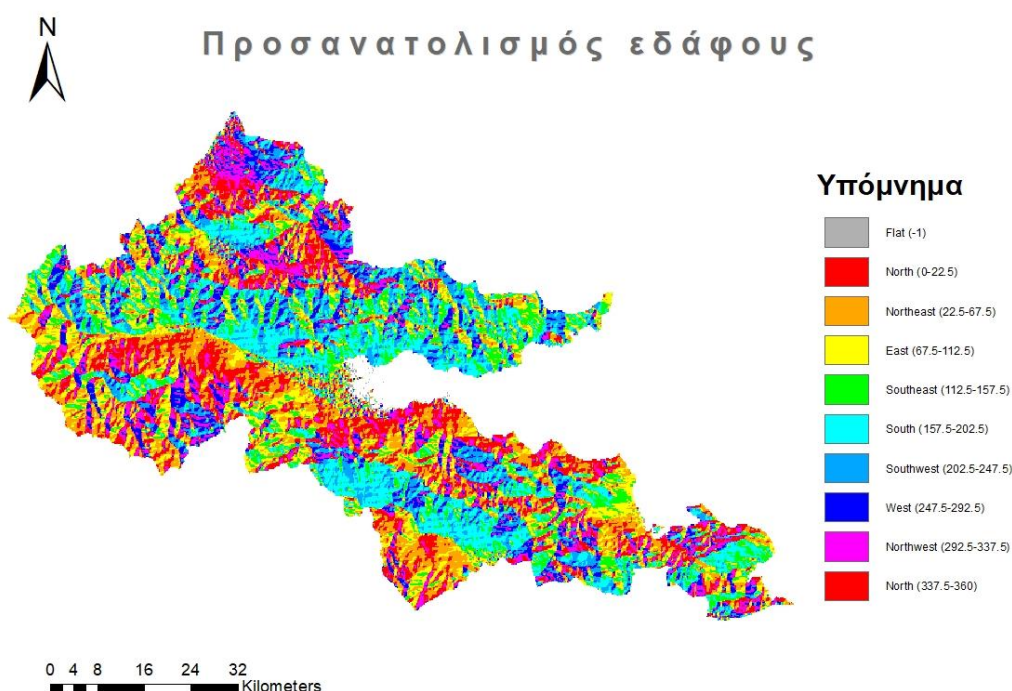 N
Προσανατολισμός εδάφους
Υπόμνημα
Flat (-1)
North (0-22.5)
Northeast (22.5-67.5)
East (67.5-112.5)
Southeast (112.5-157.5)
South (157.5-202.5)
Southwest (202.5-247.5)
West (247.5-292.5)
Northwest (292.5-337.5)
North (337.5-360)
0 4 8 16 24 32
Kilometers